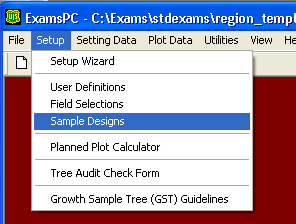 ExamsPC - C:\Exams\stdexams\region_templ
File Setup Setting Data Plot Data Utilities View He
Setup Wizard
User Definitions
Field Selections
Sample Designs
Planned Plot Calculator
Tree Audit Check Form
Growth Sample Tree (GST) Guidelines